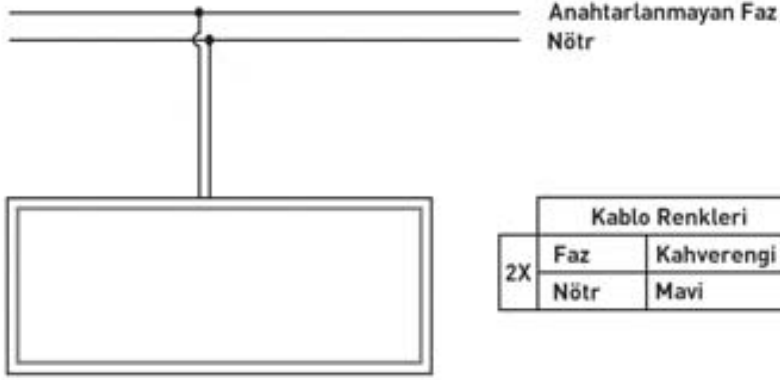 Anahtarlanmayan Faz
Nötr
Kablo Renkleri
2X
Faz Kahverengi
Nötr Mavi